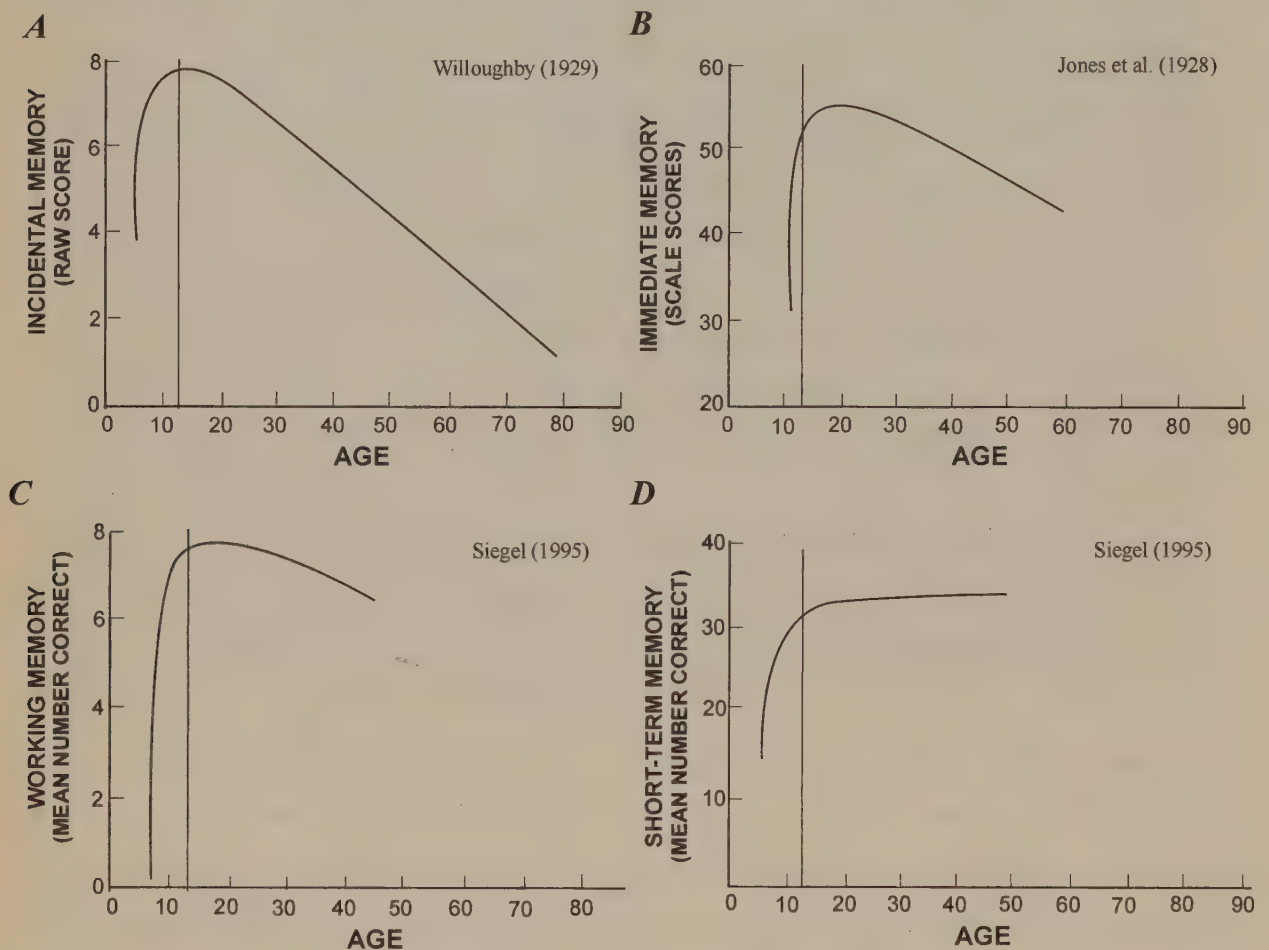 A
Willoughby (1929)
INCIDENTAL MEMORY
(RAW SCORE)
8
6
4
2
0
0 10 20 30 40 50 60 70 80 90
AGE
B
Jones et al. (1928)
IMMEDIATE MEMORY
(SCALE SCORES)
60
50
40
30
20
0 10 20 30 40 50 60 70 80 90
AGE
C
Siegel (1995)
WORKING MEMORY
(MEAN NUMBER CORRECT)
8
6
4
2
0
0 10 20 30 40 50 60 70 80
AGE
D
Siegel (1995)
SHORT-TERM MEMORY
(MEAN NUMBER CORRECT)
40
30
20
10
0 10 20 30 40 50 60 70 80 90
AGE